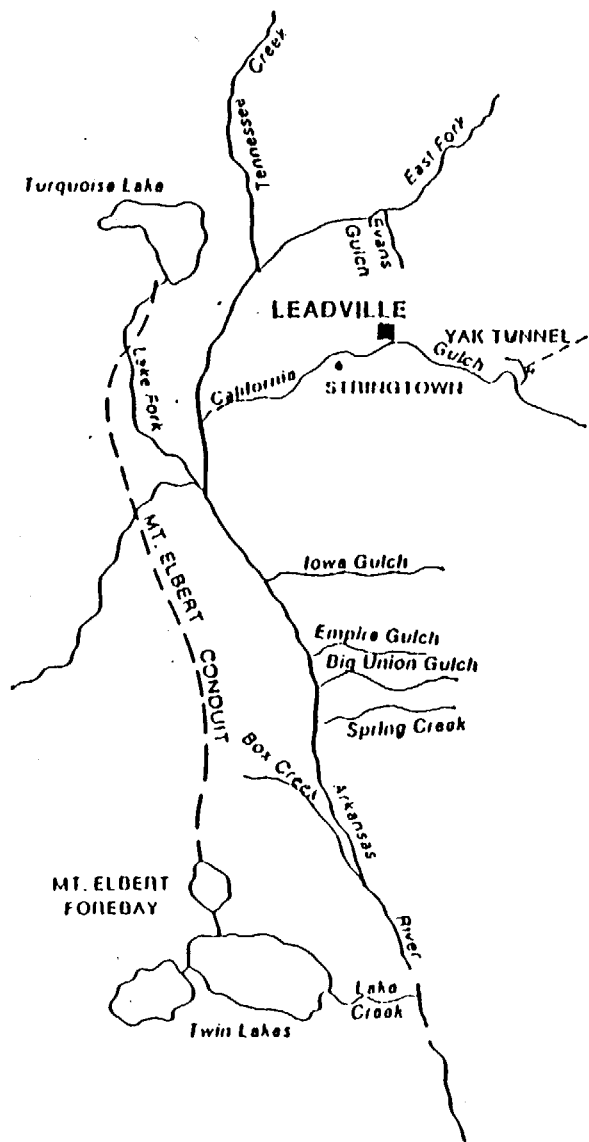 Tennessee Creek
East Fork
Turquoise Lake
Evans
Gulch
LEADVILLE
YAK TUNNEL
California Gulch
STRINGTOWN
Lake Fork
MT. ELBERT CONDUIT
Iowa Gulch
Empire Gulch
Big Union Gulch
Spring Creek
Box Creek
Arkansas River
MT. ELBERT
FOREBAY
Lake
Creek
Twin Lakes